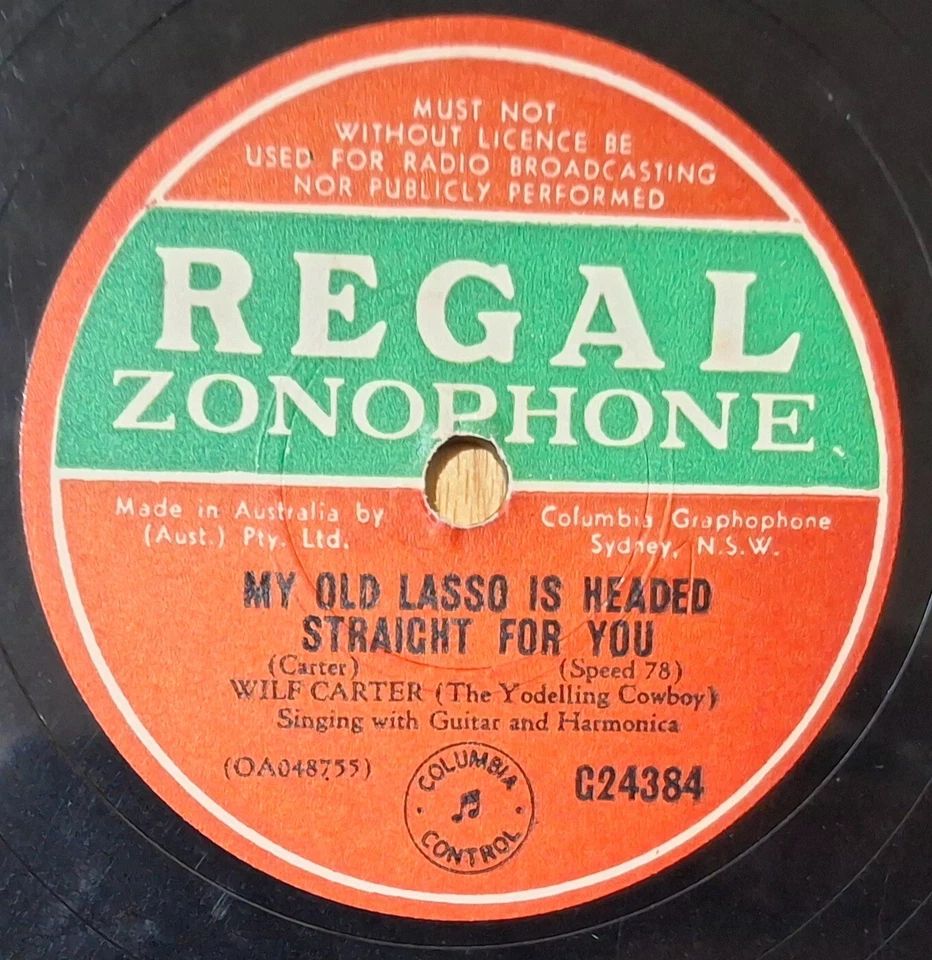 MUST NOT
WITHOUT LICENCE BE
USED FOR RADIO BROADCASTING
NOR PUBLICLY PERFORMED
REGAL
ZONOPHONE
Made in Australia by Columbia Graphophone
(Aust.) Pty. Ltd. Sydney, N.S.W.
MY OLD LASSO IS HEADED
STRAIGHT FOR YOU
(Carter) (Speed 78)
WILF CARTER (The Yodelling Cowboy)
Singing with Guitar and Harmonica
(OA048755) G24384
COLUMBIA
CONTROL